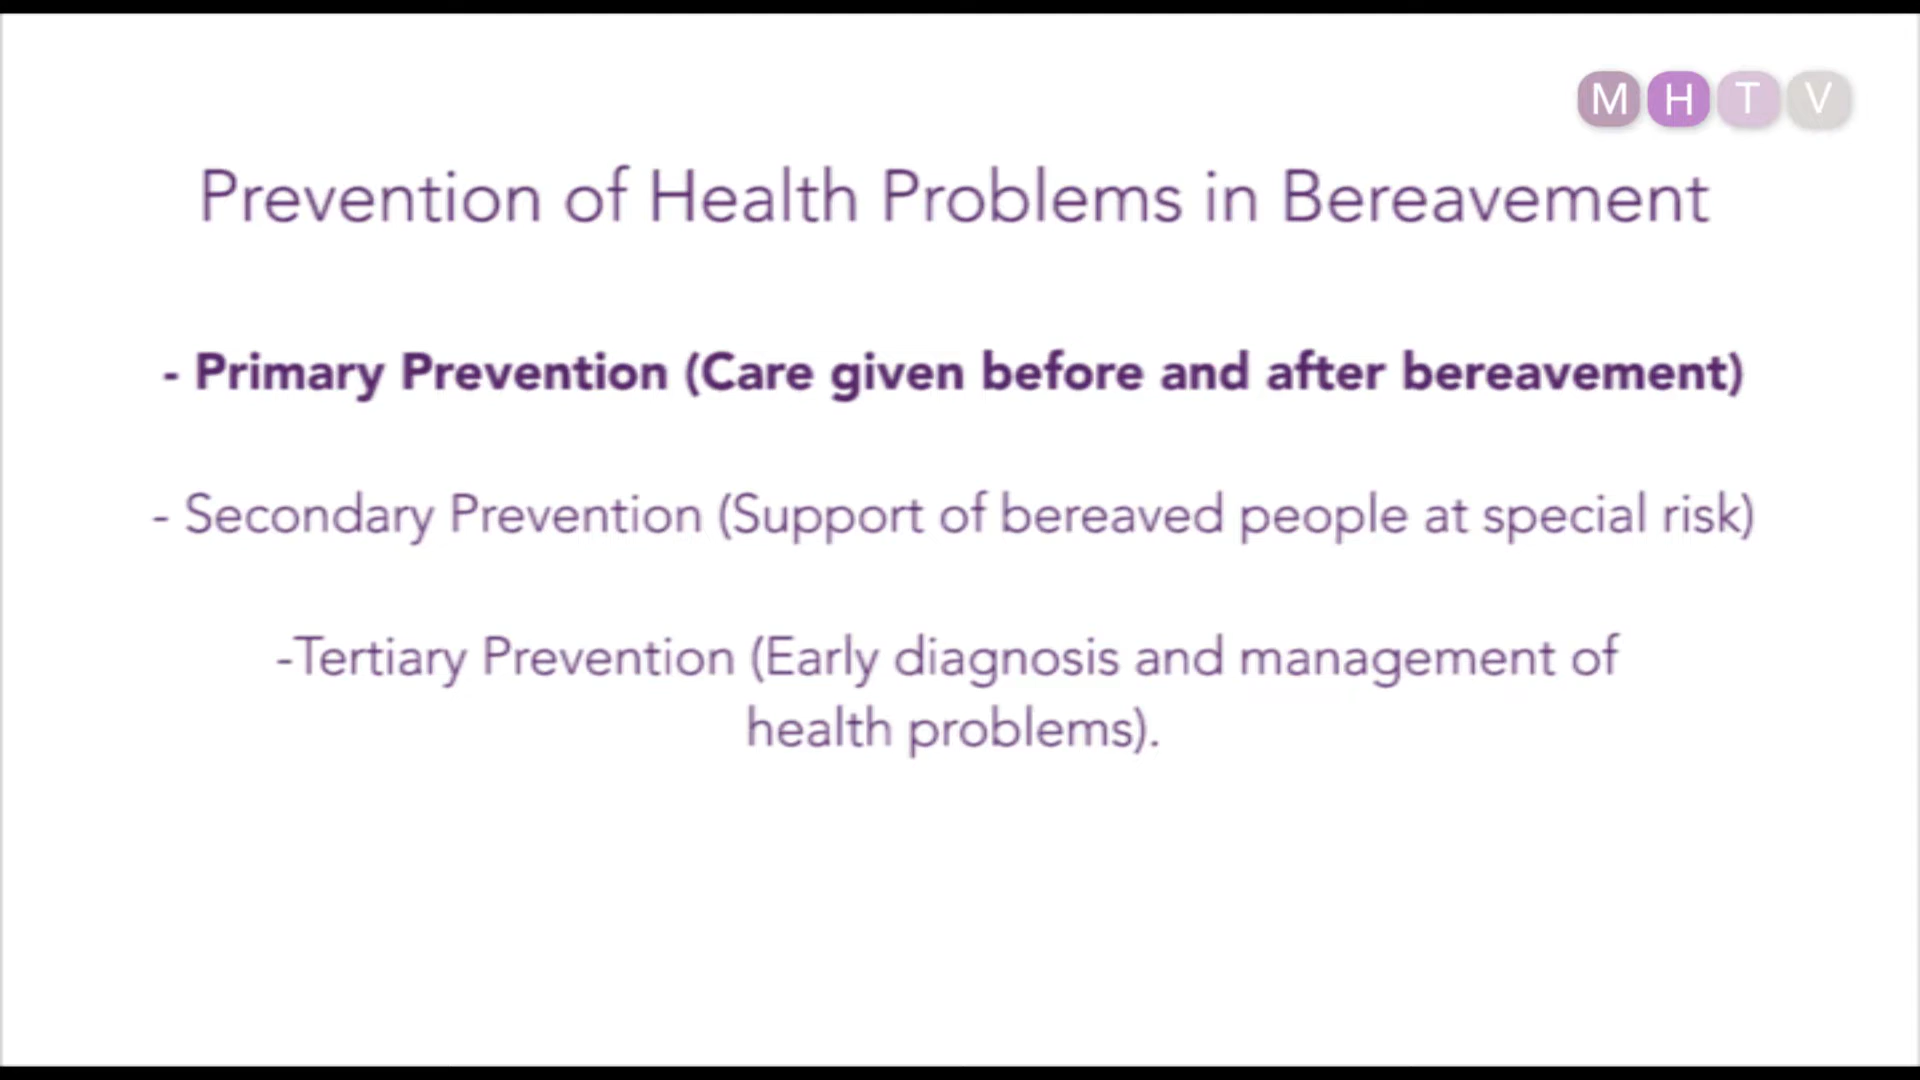 M H T V
Prevention of Health Problems in Bereavement
- Primary Prevention (Care given before and after bereavement)
- Secondary Prevention (Support of bereaved people at special risk)
-Tertiary Prevention (Early diagnosis and management of
health problems).